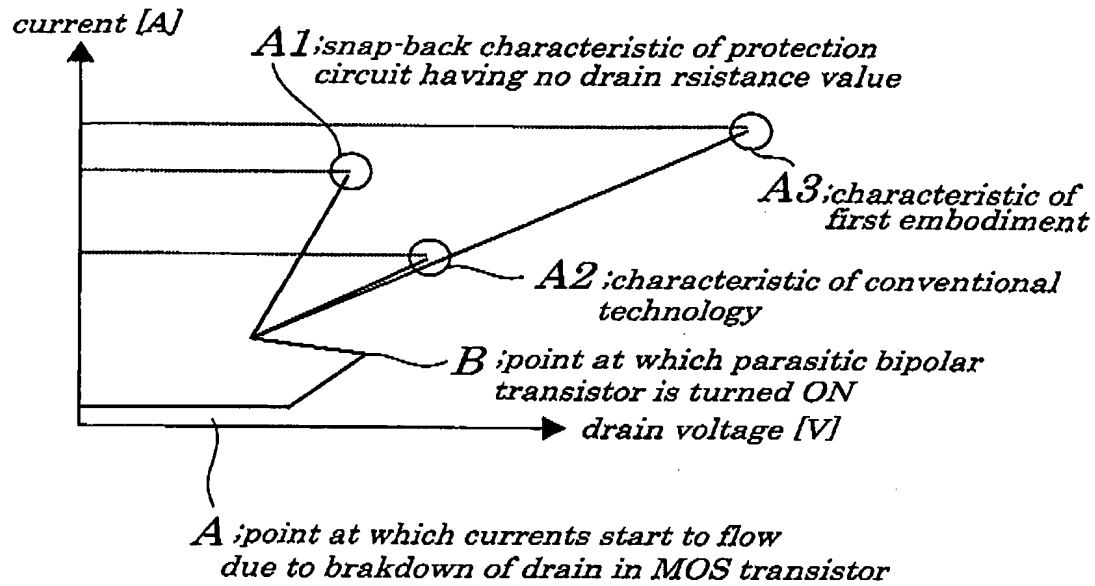 current [A]
A1;snap-back characteristic of protection
circuit having no drain rsistance value
A3;characteristic of
first embodiment
A2;characteristic of conventional
technology
B;point at which parasitic bipolar
transistor is turned ON
drain voltage [V]
A;point at which currents start to flow
due to brakdown of drain in MOS transistor